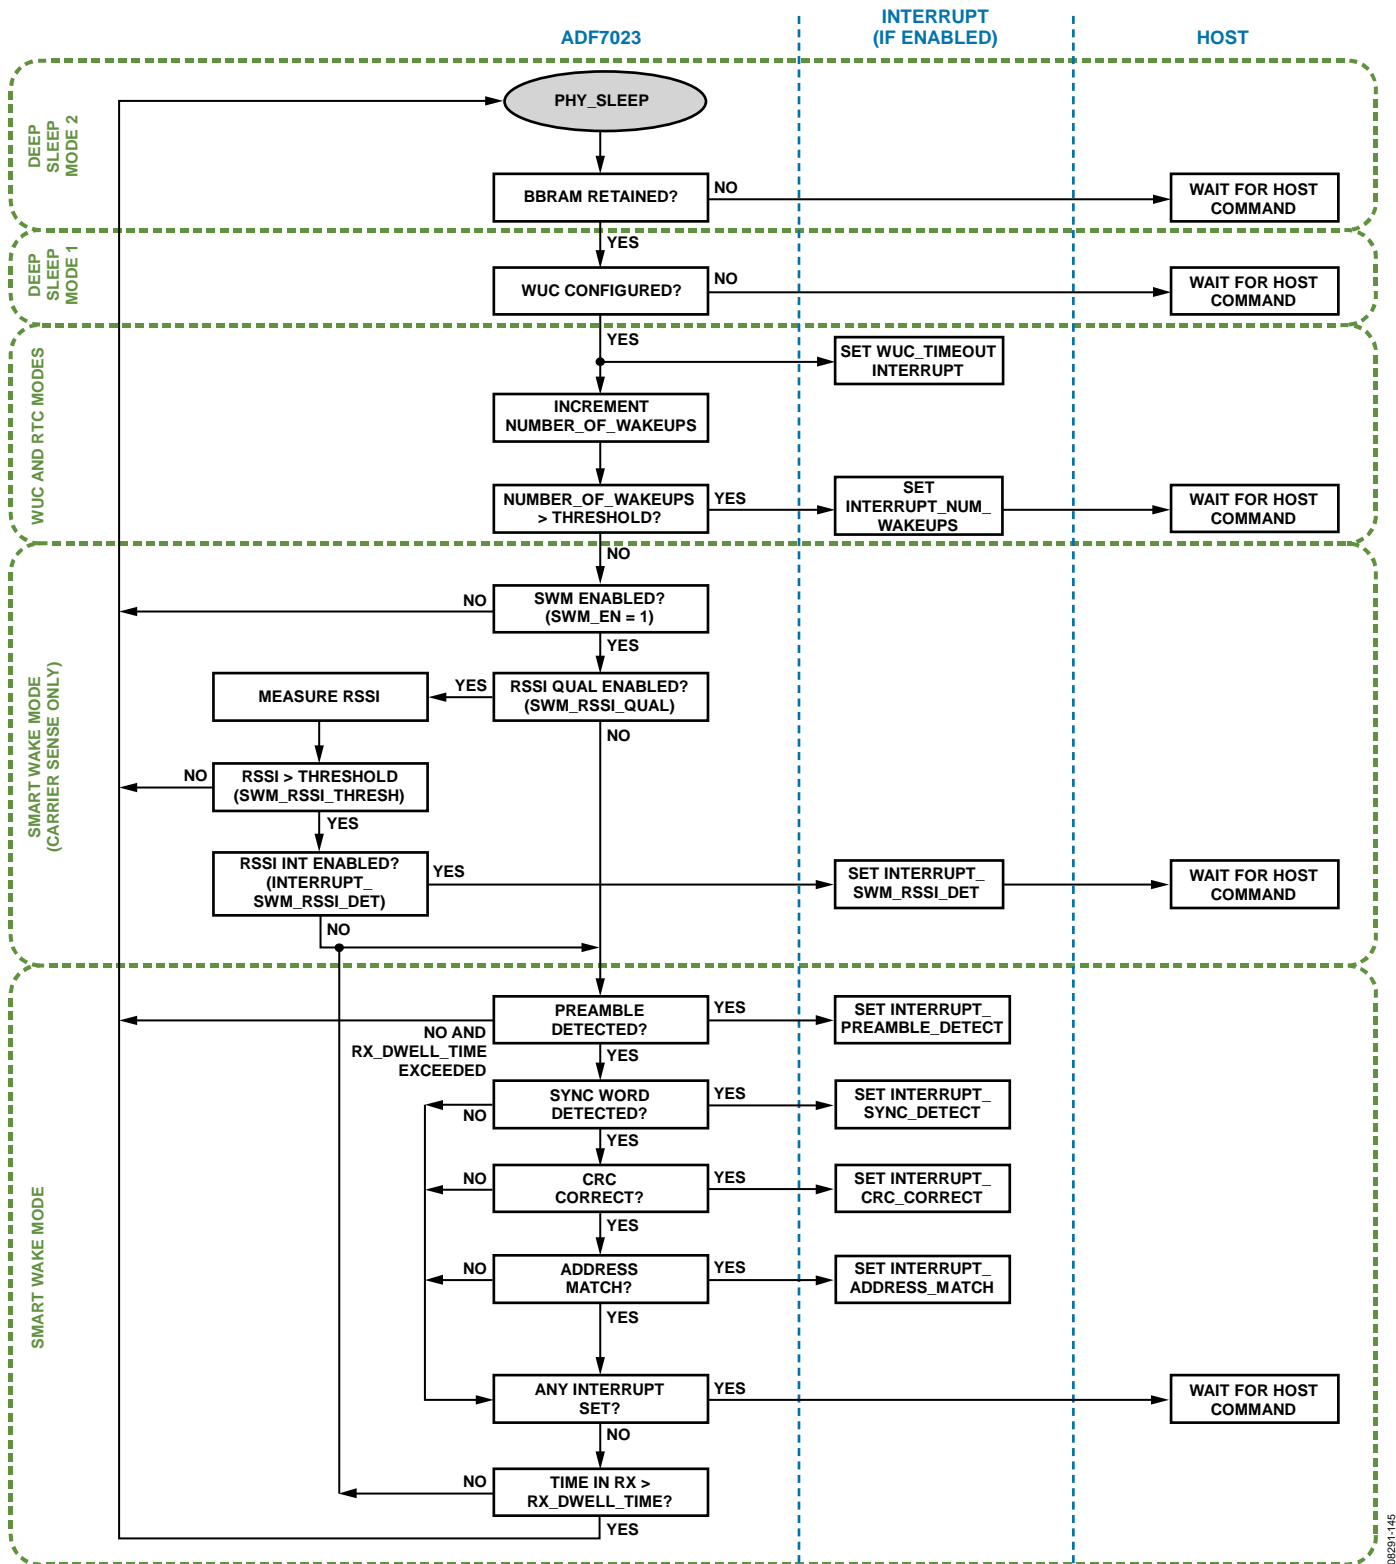 ADF7023
INTERRUPT
(IF ENABLED)
HOST
DEEP
SLEEP
MODE 2
PHY_SLEEP
BBRAM RETAINED?
NO
WAIT FOR HOST
COMMAND
YES
DEEP
SLEEP
MODE 1
WUC CONFIGURED?
NO
WAIT FOR HOST
COMMAND
YES
WUC AND RTC MODES
SET WUC_TIMEOUT
INTERRUPT
INCREMENT
NUMBER_OF_WAKEUPS
NUMBER_OF_WAKEUPS
> THRESHOLD?
YES
SET
INTERRUPT_NUM_
WAKEUPS
WAIT FOR HOST
COMMAND
NO
SMART WAKE MODE
(CARRIER SENSE ONLY)
SWM ENABLED?
(SWM_EN = 1)
NO
YES
RSSI QUAL ENABLED?
(SWM_RSSI_QUAL)
YES
NO
MEASURE RSSI
RSSI > THRESHOLD
(SWM_RSSI_THRESH)
NO
YES
RSSI INT ENABLED?
(INTERRUPT_
SWM_RSSI_DET)
YES
SET INTERRUPT_
SWM_RSSI_DET
WAIT FOR HOST
COMMAND
NO
SMART WAKE MODE
PREAMBLE
DETECTED?
YES
SET INTERRUPT_
PREAMBLE_DETECT
NO AND
RX_DWELL_TIME
EXCEEDED
YES
SYNC WORD
DETECTED?
NO
YES
SET INTERRUPT_
SYNC_DETECT
YES
CRC
CORRECT?
NO
YES
SET INTERRUPT_
CRC_CORRECT
YES
ADDRESS
MATCH?
NO
YES
SET INTERRUPT_
ADDRESS_MATCH
YES
ANY INTERRUPT
SET?
YES
WAIT FOR HOST
COMMAND
NO
TIME IN RX >
RX_DWELL_TIME?
NO
YES
08291-145